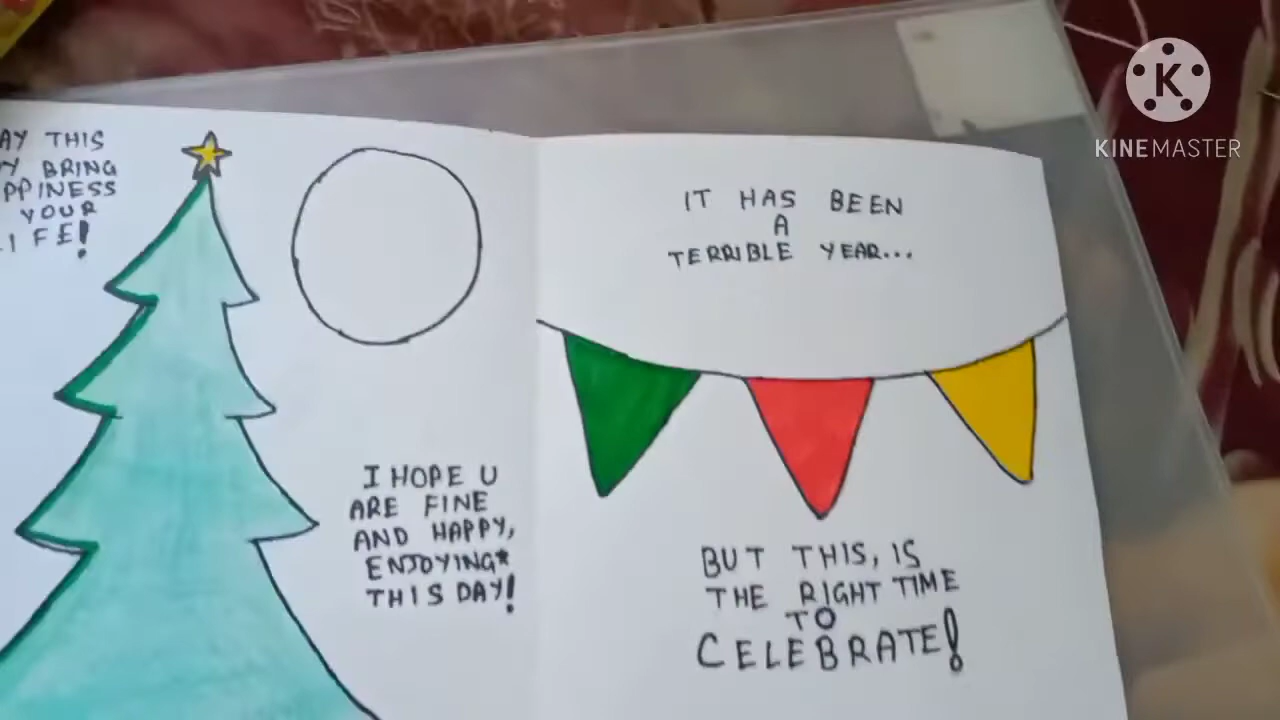 AY THIS
Y BRING
PPINESS
YOUR
IFE!
I HOPE U
ARE FINE
AND HAPPY,
ENJOYING*
THIS DAY!
IT HAS BEEN
A
TERRIBLE YEAR...
BUT THIS, IS
THE RIGHT TIME
TO
CELEBRATE!
K
KINEMASTER